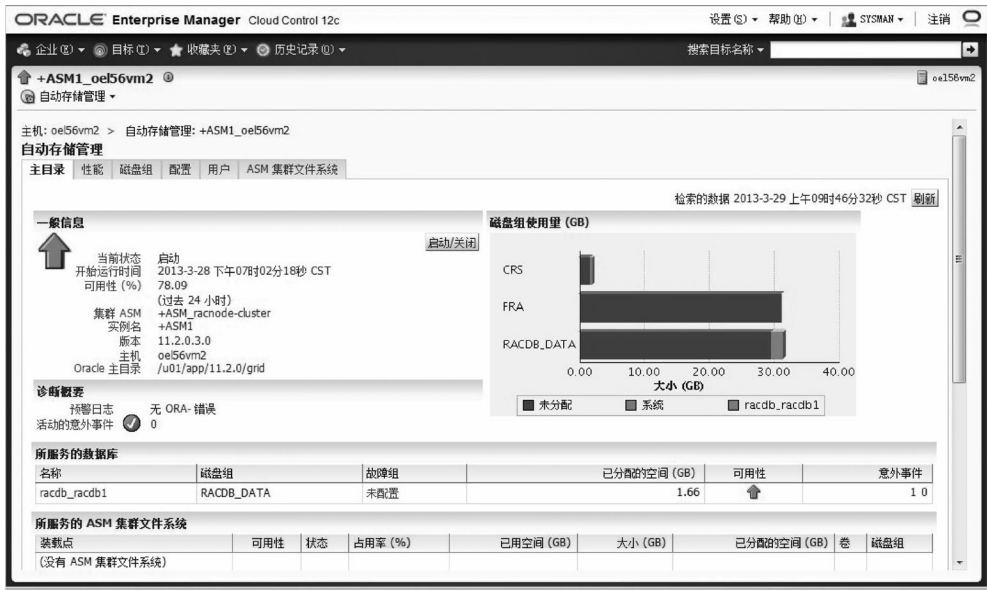 ORACLE Enterprise Manager Cloud Control 12c 设置(S) 帮助(H) SYSMAN 注销
企业(E) 目标(T) 收藏夹(F) 历史记录(O) 搜索目标名称
+ASM1_oel56vm2 oel56vm2
自动存储管理
主机: oel56vm2 > 自动存储管理: +ASM1_oel56vm2
自动存储管理
主目录 性能 磁盘组 配置 用户 ASM 集群文件系统
检索的数据 2013-3-29 上午09时46分32秒 CST 刷新
一般信息
启动/关闭
当前状态 启动
开始运行时间 2013-3-28 下午07时02分18秒 CST
可用性 (%) 78.09
(过去 24 小时)
集群 ASM +ASM_racnode-cluster
实例名 +ASM1
版本 11.2.0.3.0
主机 oel56vm2
Oracle 主目录 /u01/app/11.2.0/grid
诊断概要
预警日志 无 ORA- 错误
活动的意外事件 0
磁盘组使用量 (GB)
CRS
FRA
RACDB_DATA
0.00 10.00 20.00 30.00 40.00
大小 (GB)
未分配 系统 racdb_racdb1
所服务的数据库
名称 磁盘组 故障组 已分配的空间 (GB) 可用性 意外事件
racdb_racdb1 RACDB_DATA 未配置 1.66 1 0
所服务的 ASM 集群文件系统
装载点 可用性 状态 占用率 (%) 已用空间 (GB) 大小 (GB) 已分配的空间 (GB) 卷 磁盘组
(没有 ASM 集群文件系统)